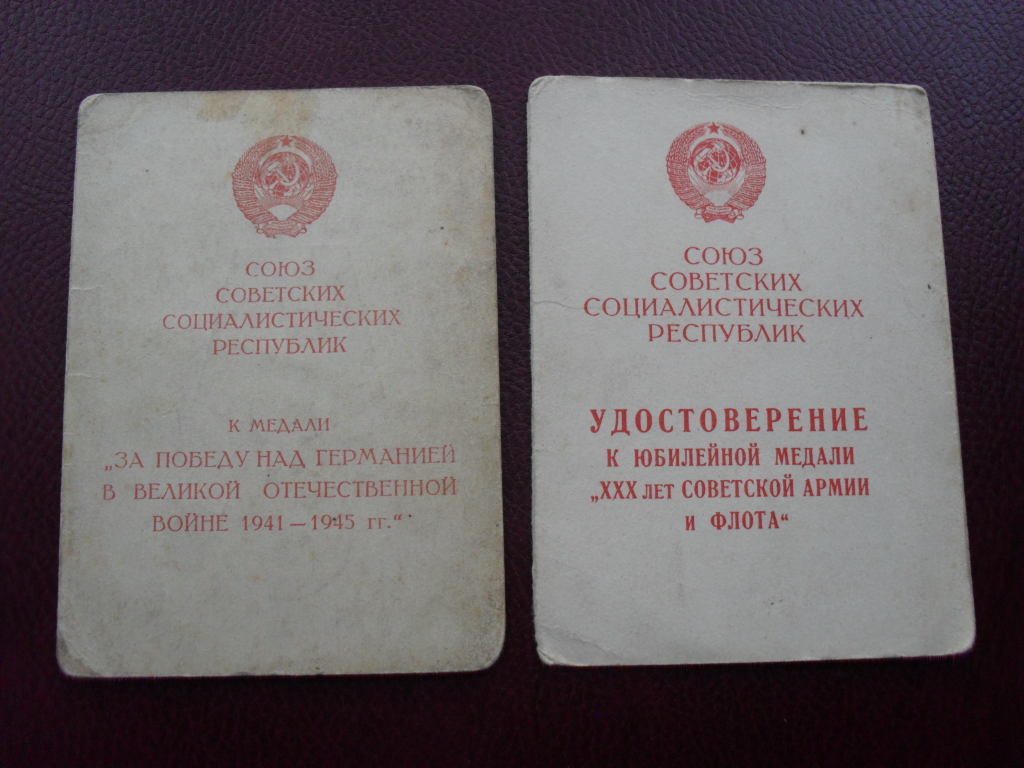 СОЮЗ
СОВЕТСКИХ
СОЦИАЛИСТИЧЕСКИХ
РЕСПУБЛИК
К МЕДАЛИ
„ЗА ПОБЕДУ НАД ГЕРМАНИЕЙ
В ВЕЛИКОЙ ОТЕЧЕСТВЕННОЙ
ВОЙНЕ 1941 — 1945 гг.“
СОЮЗ
СОВЕТСКИХ
СОЦИАЛИСТИЧЕСКИХ
РЕСПУБЛИК
УДОСТОВЕРЕНИЕ
К ЮБИЛЕЙНОЙ МЕДАЛИ
„XXX ЛЕТ СОВЕТСКОЙ АРМИИ
И ФЛОТА“